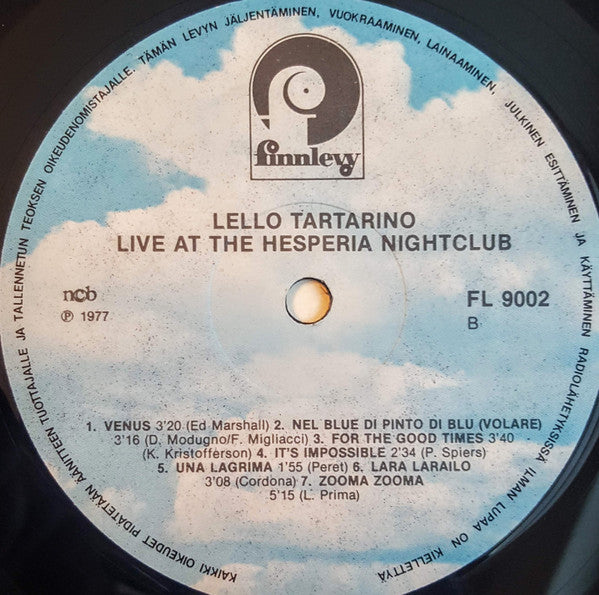 KAIKKI OIKEUDET PIDÄTETÄÄN ÄÄNITTEEN TUOTTAJALLE JA TALLENNETUN TEOKSEN OIKEUDENOMISTAJALLE. TÄMÄN LEVYN JÄLJENTÄMINEN, VUOKRAAMINEN, LAINAAMINEN, JULKINEN ESITTÄMINEN JA KÄYTTÄMINEN RADIOLÄHETYKSISSÄ ILMAN LUPAA ON KIELLETTYÄ
finnlevy
LELLO TARTARINO
LIVE AT THE HESPERIA NIGHTCLUB
ncb
℗ 1977
FL 9002
B
1. VENUS 3'20 (Ed Marshall) 2. NEL BLUE DI PINTO DI BLU (VOLARE)
3'16 (D. Modugno/F. Migliacci) 3. FOR THE GOOD TIMES 3'40
(K. Kristofferson) 4. IT'S IMPOSSIBLE 2'34 (P. Spiers)
5. UNA LAGRIMA 1'55 (Peret) 6. LARA LARAILO
3'08 (Cordona) 7. ZOOMA ZOOMA
5'15 (L. Prima)